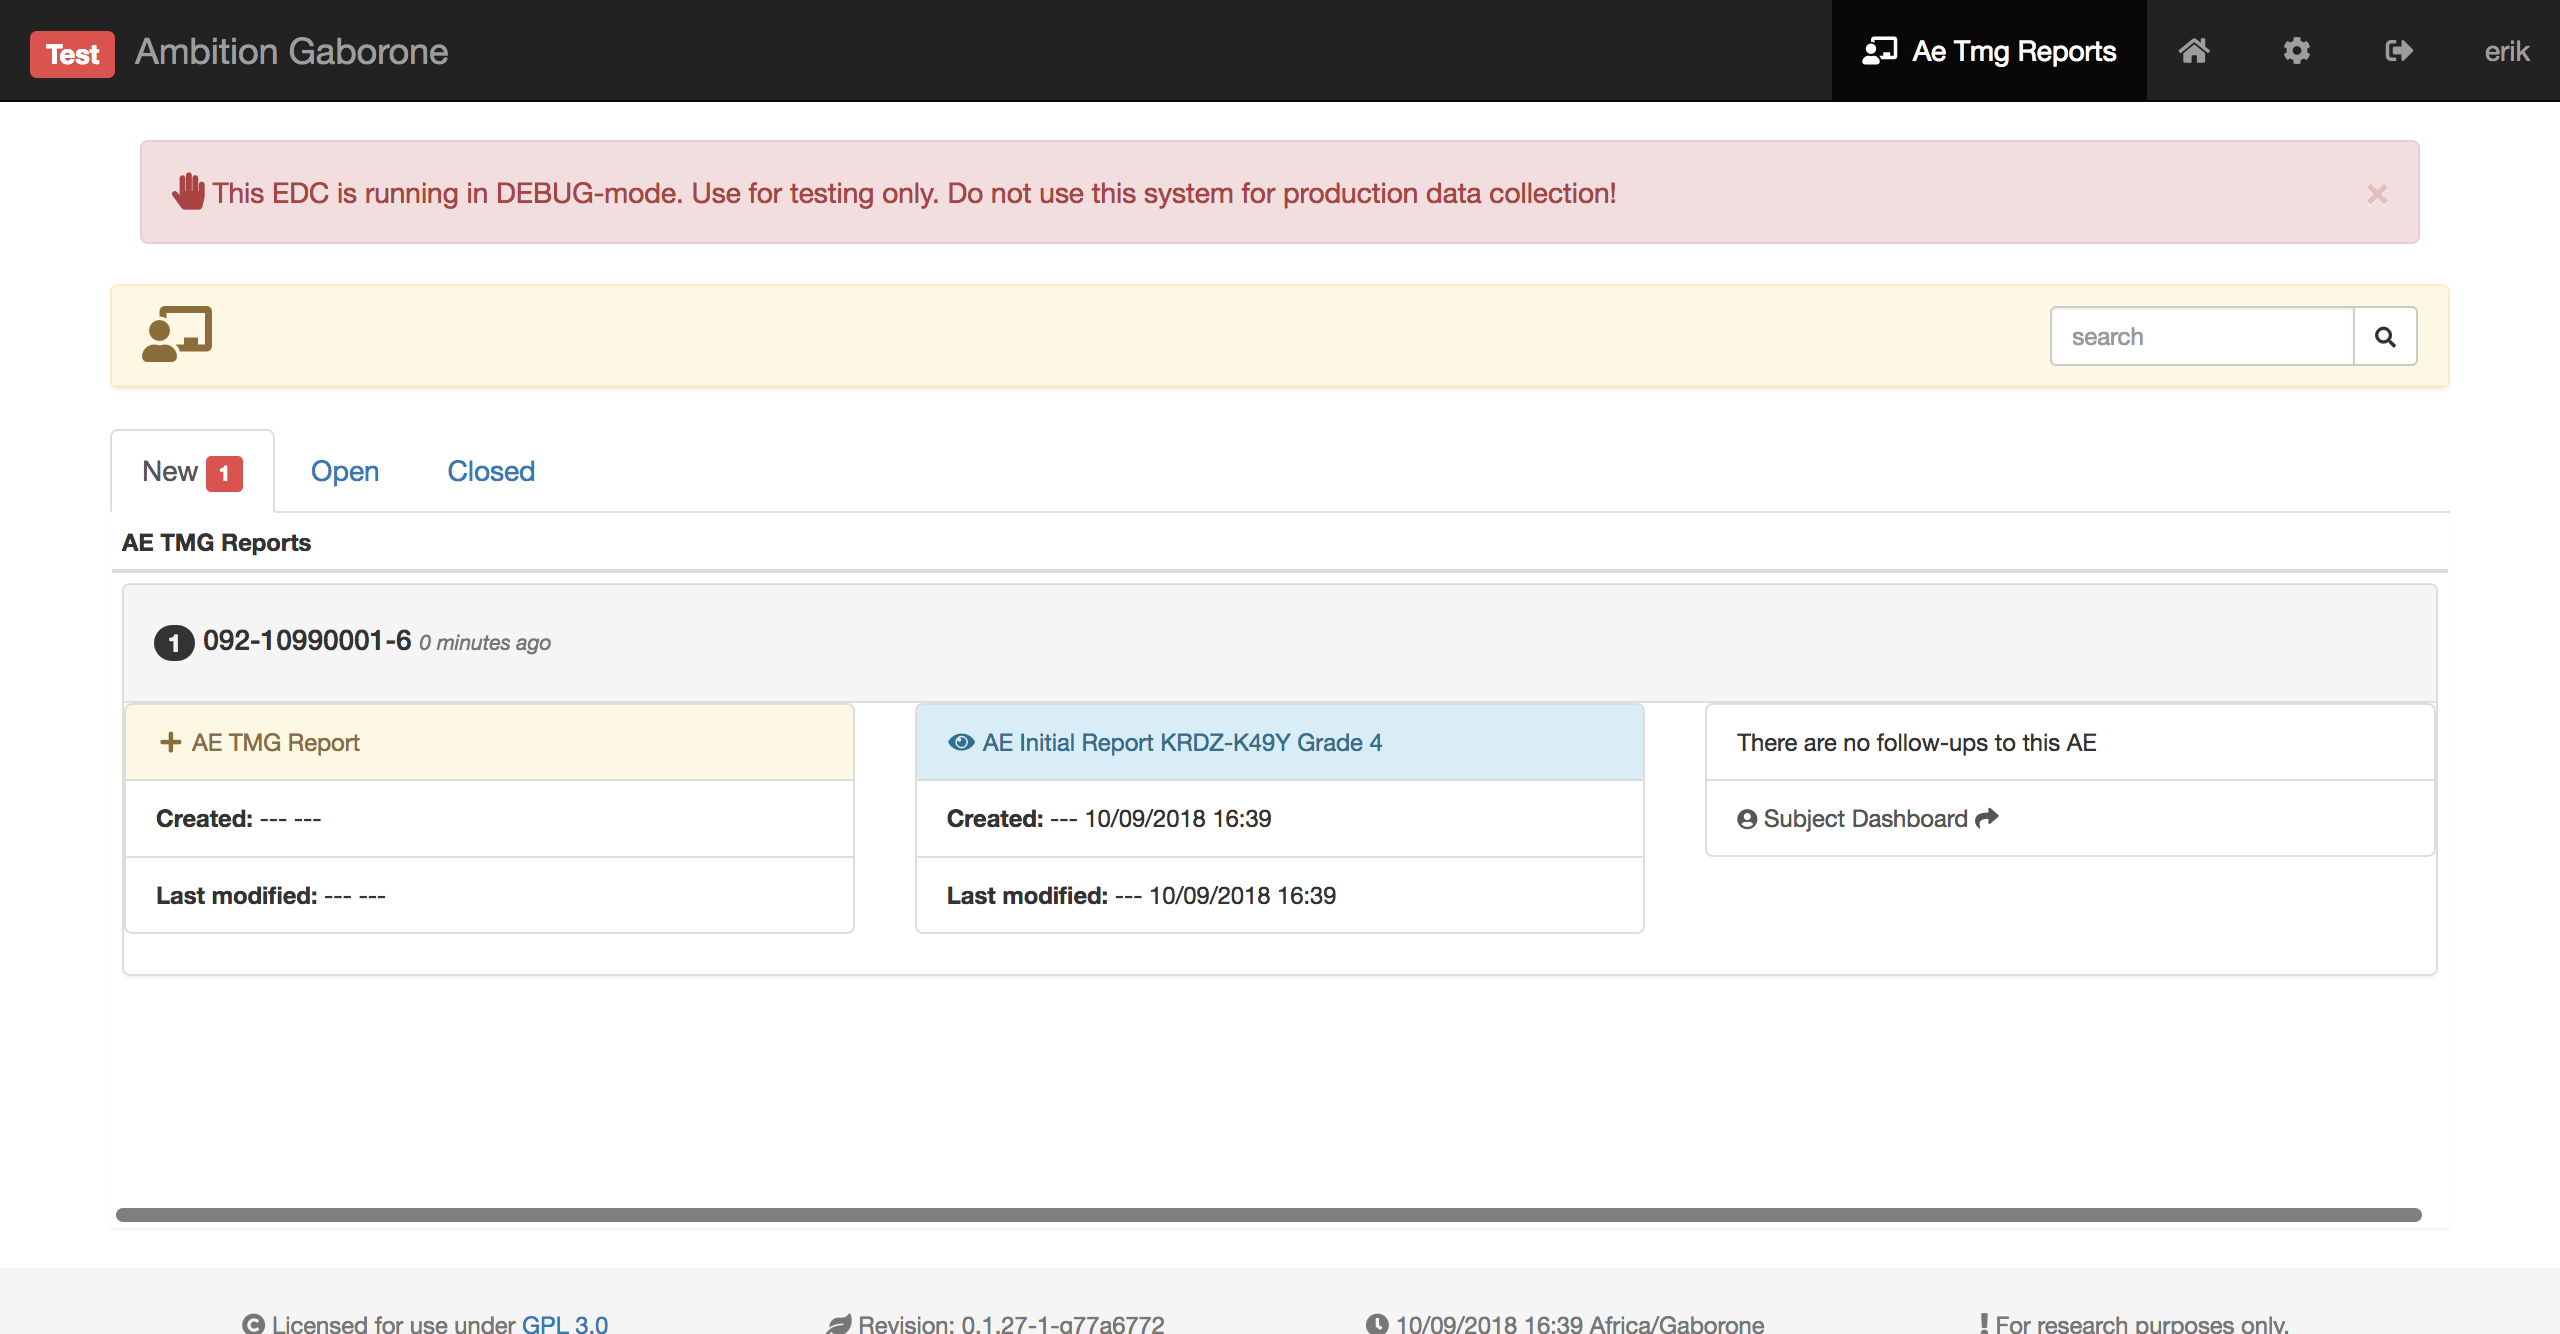 Test Ambition Gaborone Ae Tmg Reports erik
This EDC is running in DEBUG-mode. Use for testing only. Do not use this system for production data collection! ×
search
New 1 Open Closed
AE TMG Reports
1 092-10990001-6 0 minutes ago
+ AE TMG Report
Created: --- ---
Last modified: --- ---
AE Initial Report KRDZ-K49Y Grade 4
Created: --- 10/09/2018 16:39
Last modified: --- 10/09/2018 16:39
There are no follow-ups to this AE
Subject Dashboard
Licensed for use under GPL 3.0 Revision: 0.1.27-1-g77a6772 10/09/2018 16:39 Africa/Gaborone ! For research purposes only.